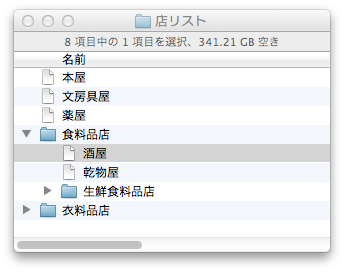 店リスト
8 項目中の 1 項目を選択、341.21 GB 空き
名前
本屋
文房具屋
薬屋
食料品店
酒屋
乾物屋
生鮮食料品店
衣料品店